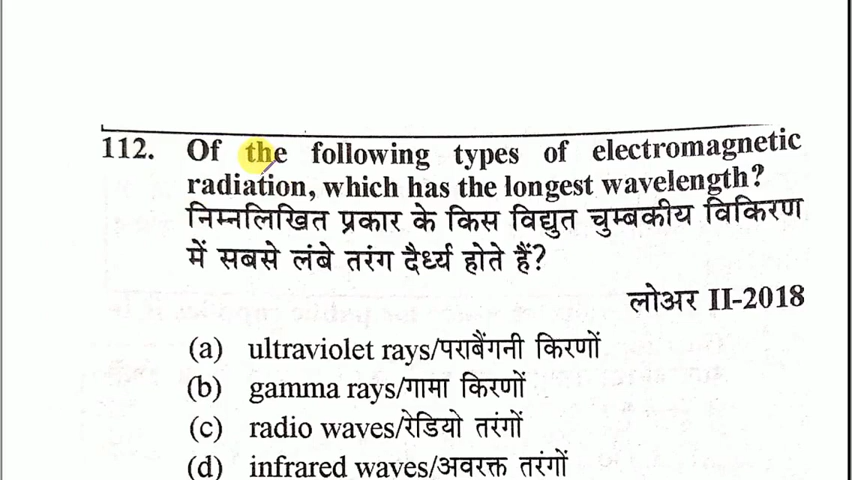 112. Of the following types of electromagnetic
radiation, which has the longest wavelength?
निम्नलिखित प्रकार के किस विद्युत चुम्बकीय विकिरण
में सबसे लंबे तरंग दैर्ध्य होते हैं?
लोअर II-2018
(a) ultraviolet rays/पराबैंगनी किरणों
(b) gamma rays/गामा किरणों
(c) radio waves/रेडियो तरंगों
(d) infrared waves/अवरक्त तरंगों